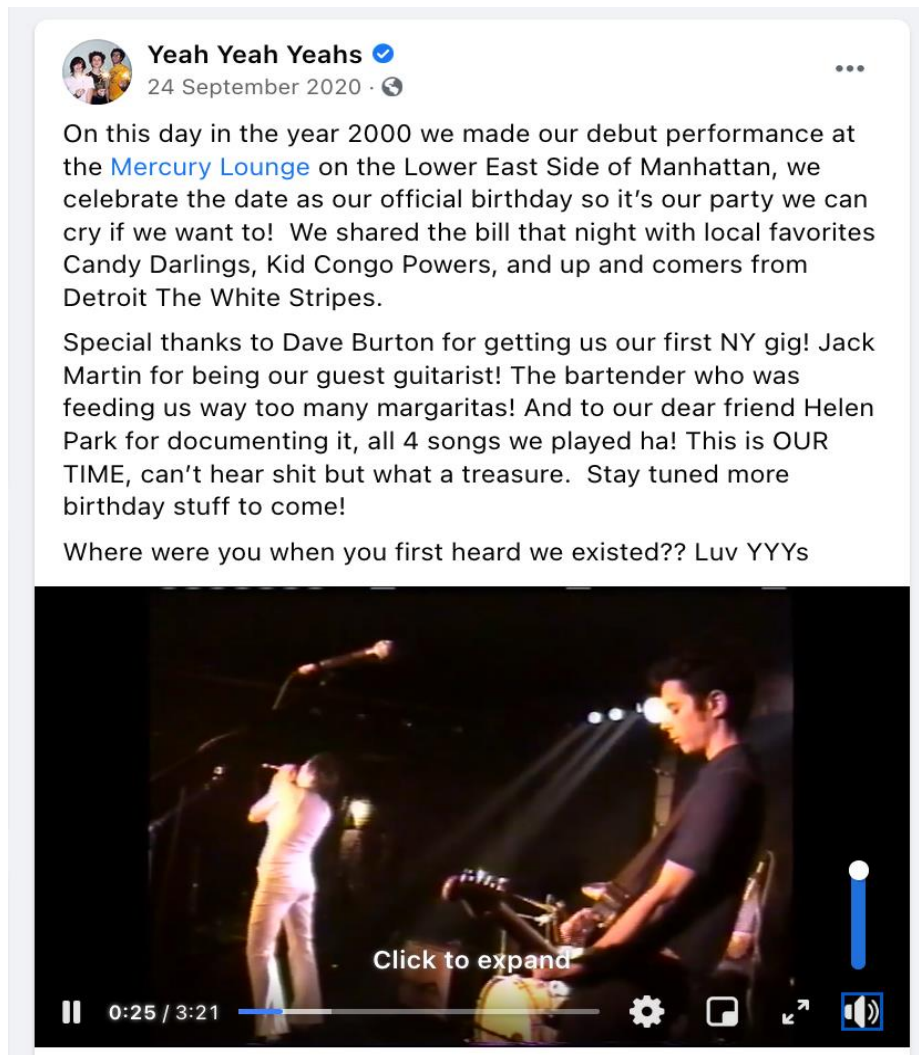 Yeah Yeah Yeahs
24 September 2020 ·
On this day in the year 2000 we made our debut performance at
the Mercury Lounge on the Lower East Side of Manhattan, we
celebrate the date as our official birthday so it’s our party we can
cry if we want to!  We shared the bill that night with local favorites
Candy Darlings, Kid Congo Powers, and up and comers from
Detroit The White Stripes.
Special thanks to Dave Burton for getting us our first NY gig! Jack
Martin for being our guest guitarist! The bartender who was
feeding us way too many margaritas! And to our dear friend Helen
Park for documenting it, all 4 songs we played ha! This is OUR
TIME, can’t hear shit but what a treasure.  Stay tuned more
birthday stuff to come!
Where were you when you first heard we existed?? Luv YYYs
Click to expand
0:25 / 3:21